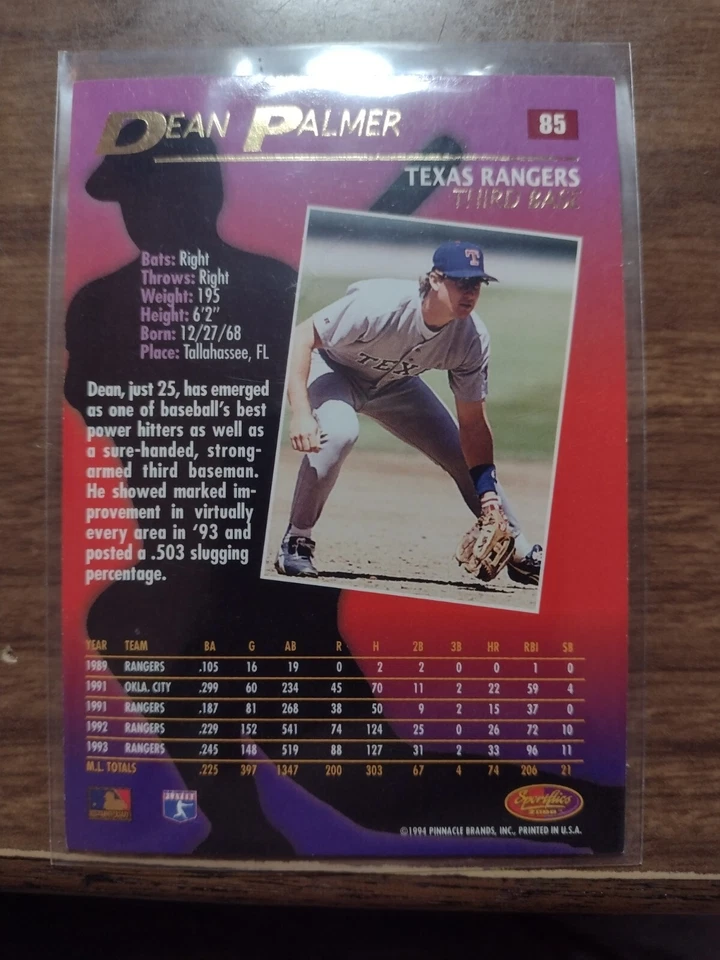 DEAN PALMER
85
TEXAS RANGERS
THIRD BASE
Bats: Right
Throws: Right
Weight: 195
Height: 6'2"
Born: 12/27/68
Place: Tallahassee, FL
Dean, just 25, has emerged
as one of baseball's best
power hitters as well as
a sure-handed, strong-
armed third baseman.
He showed marked im-
provement in virtually
every area in '93 and
posted a .503 slugging
percentage.
T
TEX
YEAR TEAM BA G AB R H 2B 3B HR RBI SB
1989 RANGERS .105 16 19 0 2 2 0 0 1 0
1991 OKLA. CITY .299 60 234 45 70 11 2 22 59 4
1991 RANGERS .187 81 268 38 50 9 2 15 37 0
1992 RANGERS .229 152 541 74 124 25 0 26 72 10
1993 RANGERS .245 148 519 88 127 31 2 33 96 11
M.L. TOTALS .225 397 1347 200 303 67 4 74 206 21
Sportflics
2000
©1994 PINNACLE BRANDS, INC., PRINTED IN U.S.A.